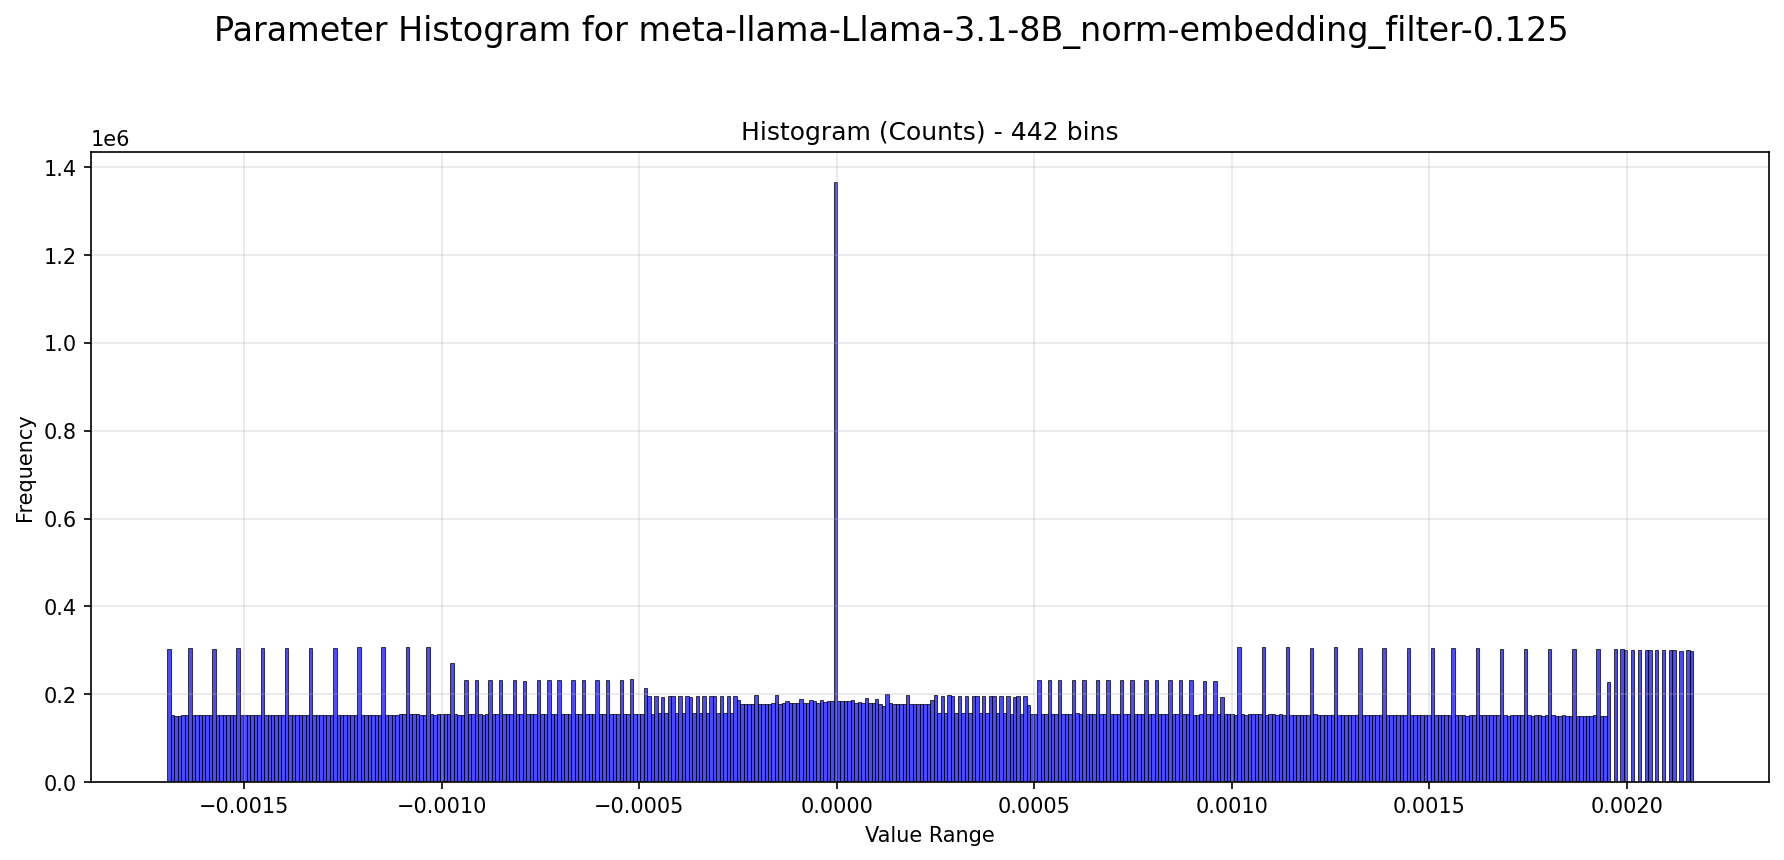 Parameter Histogram for meta-llama-Llama-3.1-8B_norm-embedding_filter-0.125
Histogram (Counts) - 442 bins
1e6
1.4
1.2
1.0
0.8
0.6
0.4
0.2
0.0
Frequency
−0.0015 −0.0010 −0.0005 0.0000 0.0005 0.0010 0.0015 0.0020
Value Range